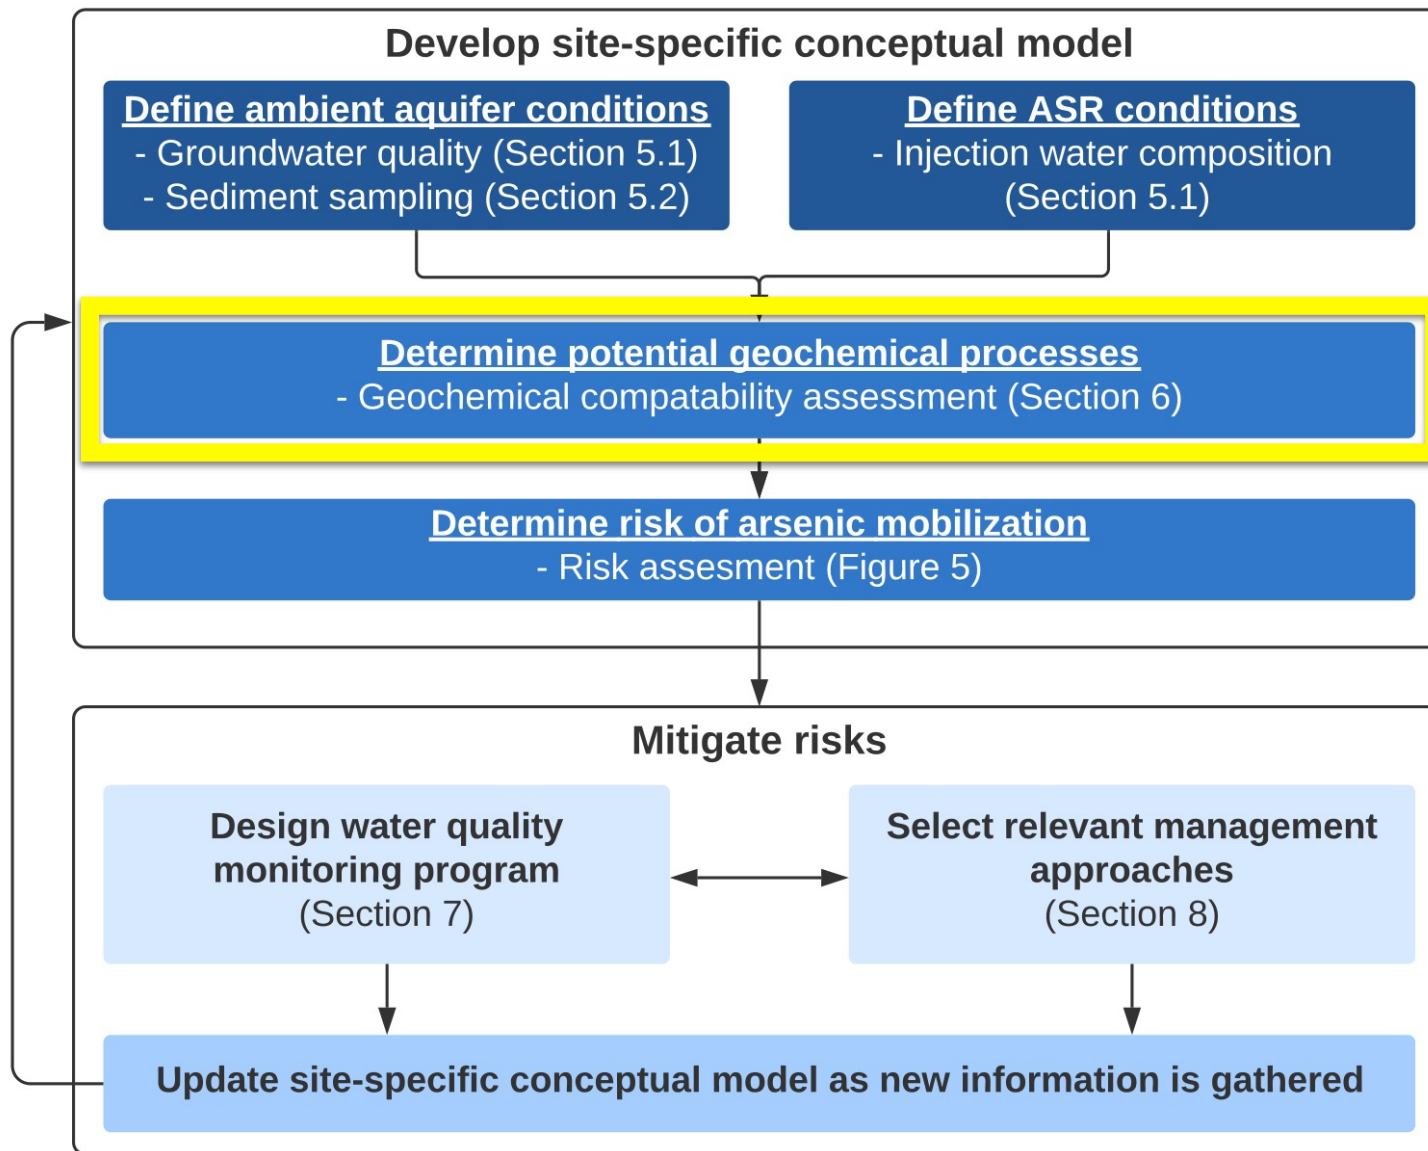 Develop site-specific conceptual model
Define ambient aquifer conditions
- Groundwater quality (Section 5.1)
- Sediment sampling (Section 5.2)
Define ASR conditions
- Injection water composition
(Section 5.1)
Determine potential geochemical processes
- Geochemical compatability assessment (Section 6)
Determine risk of arsenic mobilization
- Risk assesment (Figure 5)
Mitigate risks
Design water quality
monitoring program
(Section 7)
Select relevant management
approaches
(Section 8)
Update site-specific conceptual model as new information is gathered